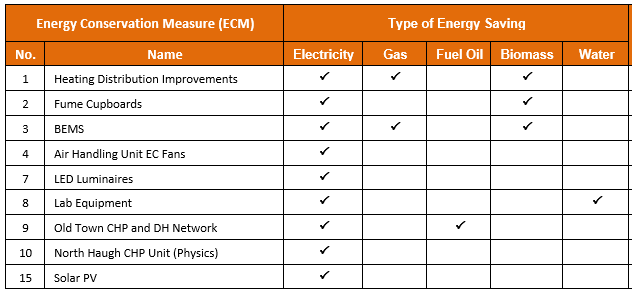 Energy Conservation Measure (ECM) Type of Energy Saving
No. Name Electricity Gas Fuel Oil Biomass Water
1 Heating Distribution Improvements ✓ ✓ ✓
2 Fume Cupboards ✓ ✓
3 BEMS ✓ ✓ ✓
4 Air Handling Unit EC Fans ✓
7 LED Luminaires ✓
8 Lab Equipment ✓ ✓
9 Old Town CHP and DH Network ✓ ✓
10 North Haugh CHP Unit (Physics) ✓
15 Solar PV ✓